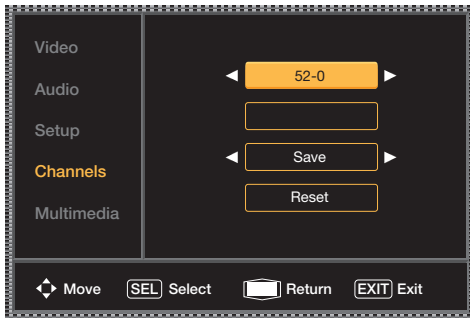 Video
Audio
Setup
Channels
Multimedia
52-0
Save
Reset
Move SEL Select Return EXIT Exit